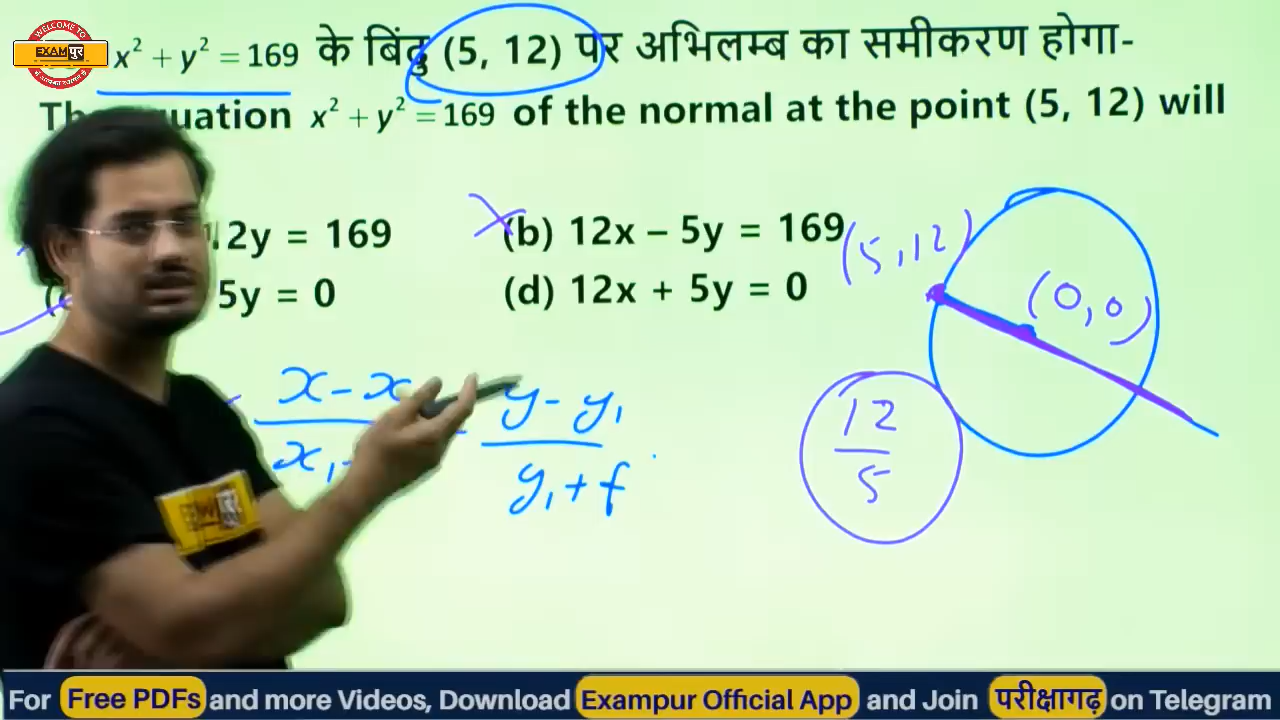 WELCOME TO
EXAMपुर
x² + y² = 169 के बिंदु (5, 12) पर अभिलम्ब का समीकरण होगा-
x² + y² = 169 of the normal at the point (5, 12) will
2y = 169
(b) 12x – 5y = 169
5y = 0
(d) 12x + 5y = 0
(5, 12)
(0, 0)
x - x
y - y₁
x₁
y₁ + f
12
5
For Free PDFs and more Videos, Download Exampur Official App and Join परीक्षागढ़ on Telegram